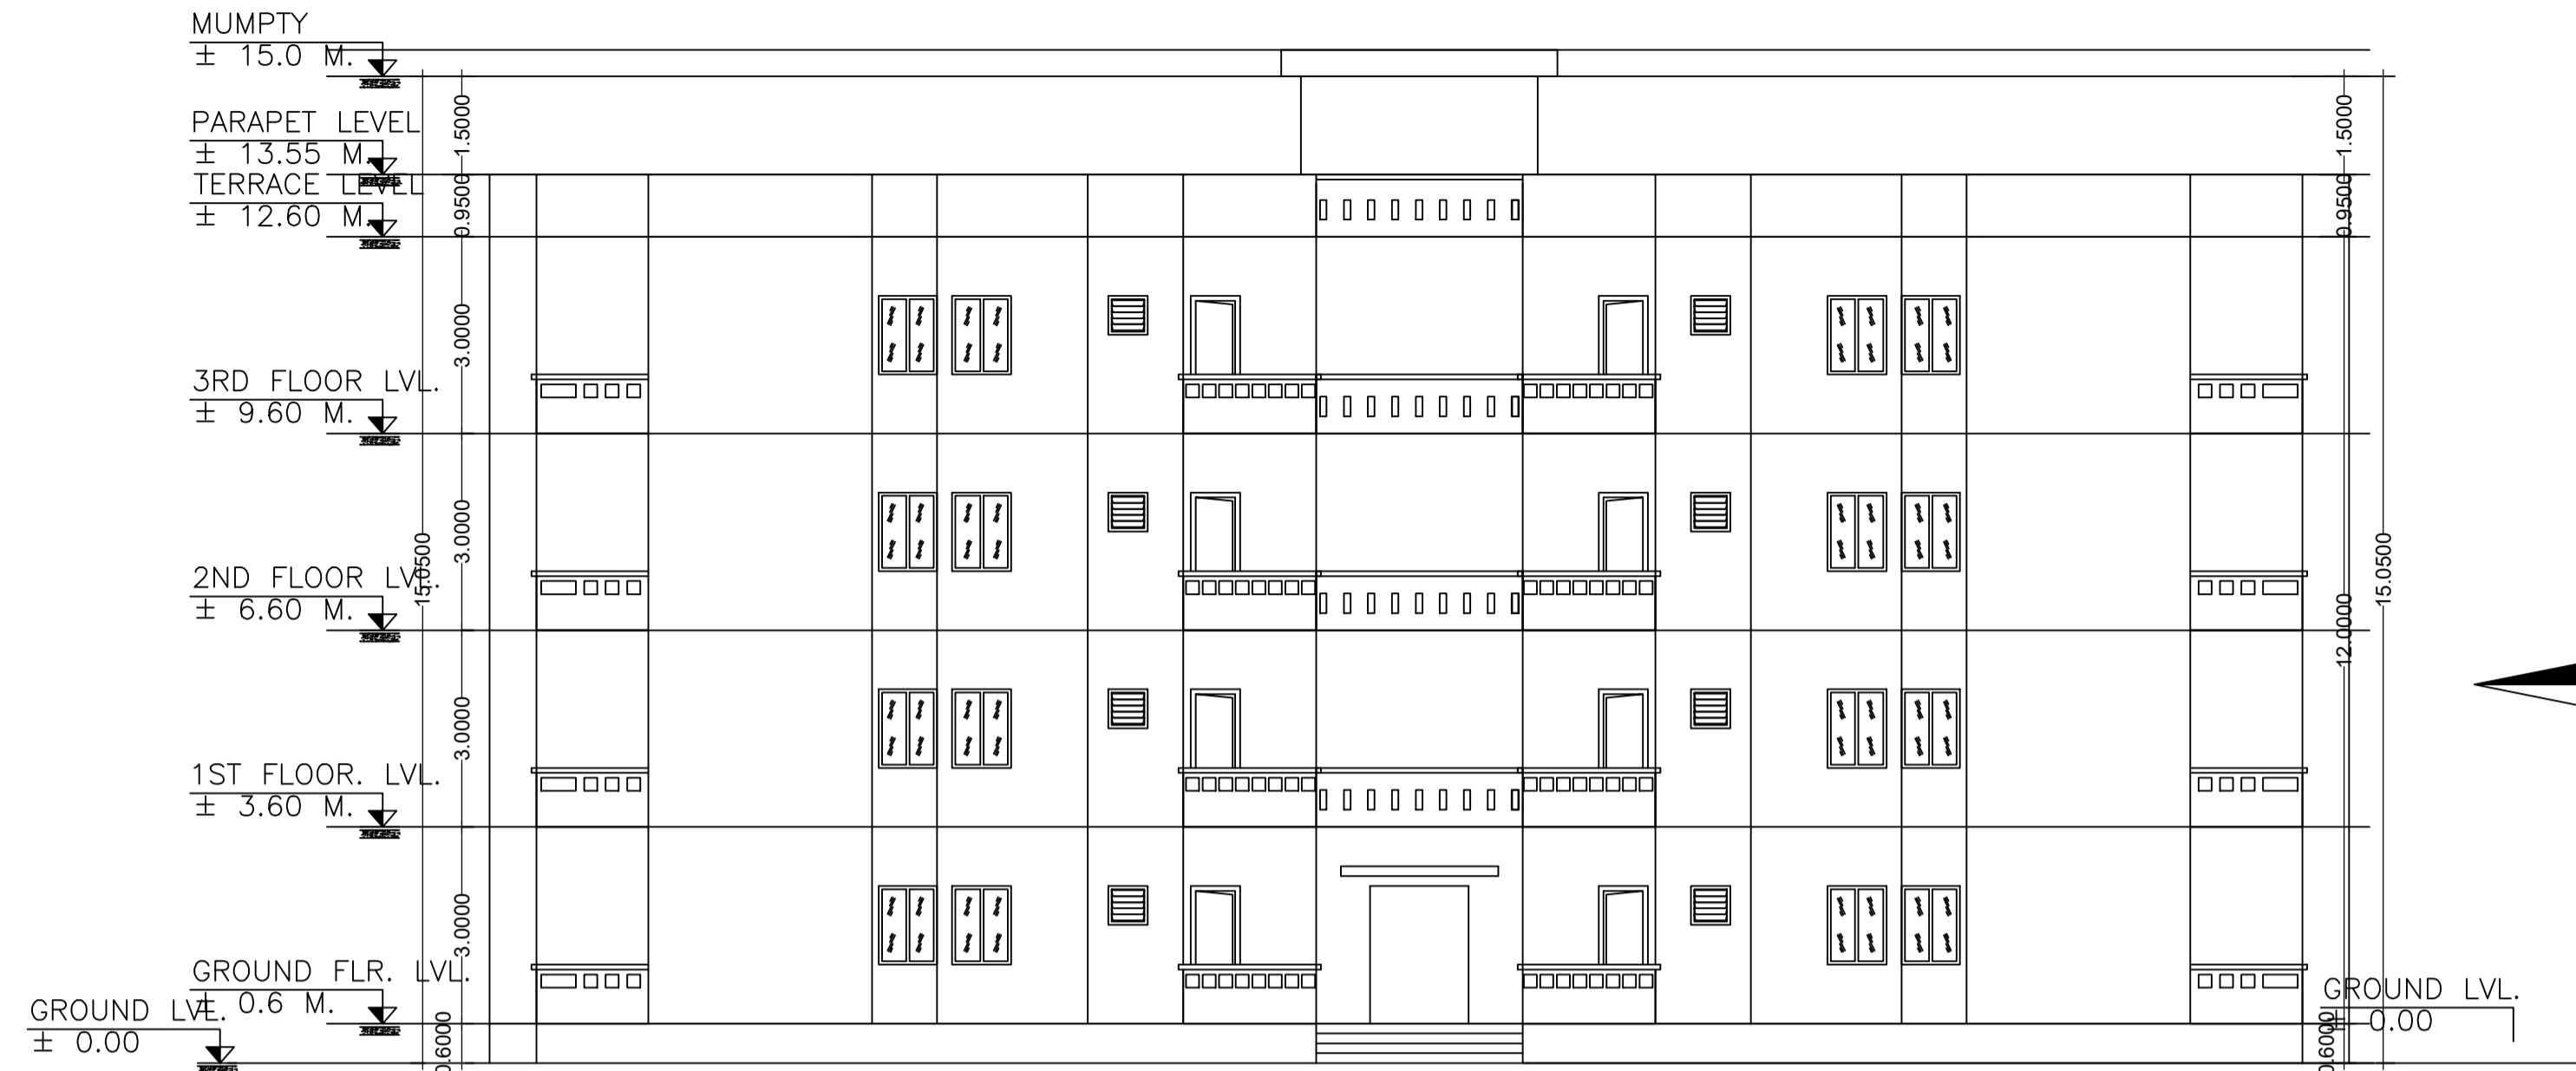 MUMPTY
± 15.0 M.
PARAPET LEVEL
± 13.55 M.
TERRACE LEVEL
± 12.60 M.
3RD FLOOR LVL.
± 9.60 M.
2ND FLOOR LVL.
± 6.60 M.
1ST FLOOR. LVL.
± 3.60 M.
GROUND FLR. LVL.
± 0.6 M.
GROUND LVL.
± 0.00
15.0500
1.5000
0.9500
3.0000
3.0000
3.0000
3.0000
0.6000
1.5000
0.9500
12.0000
0.6000
15.0500
GROUND LVL.
± 0.00